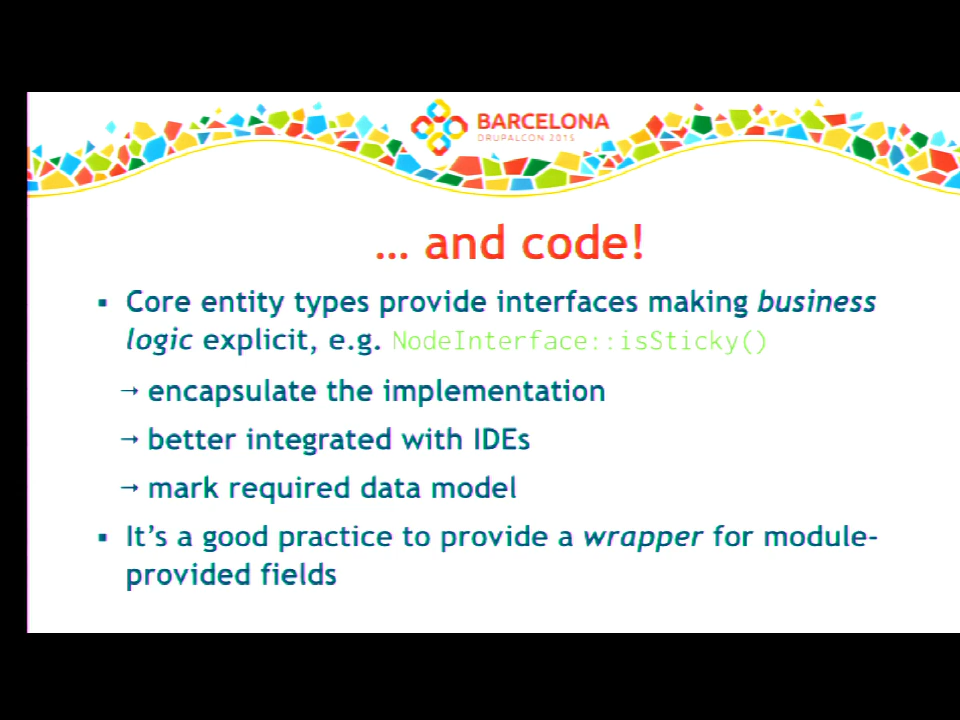 BARCELONA
DRUPALCON 2015
... and code!
▪ Core entity types provide interfaces making business
logic explicit, e.g. NodeInterface::isSticky()
→ encapsulate the implementation
→ better integrated with IDEs
→ mark required data model
▪ It's a good practice to provide a wrapper for module-
provided fields